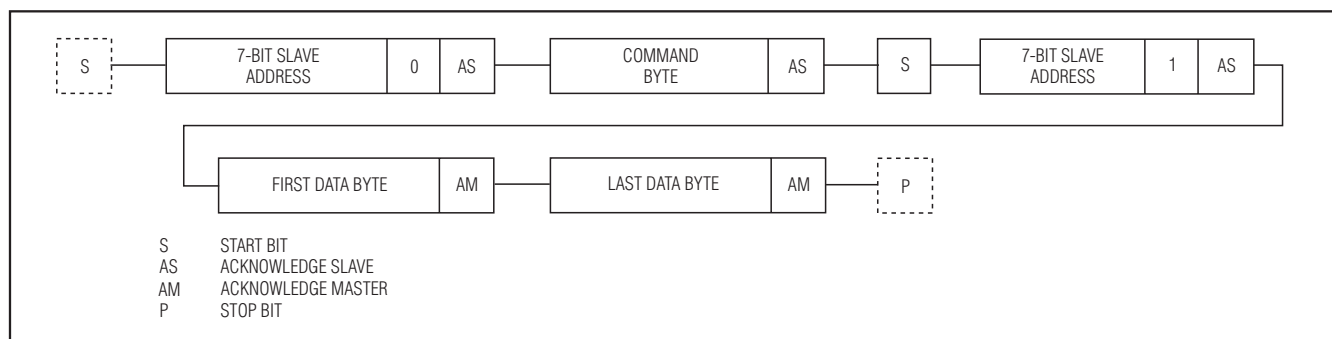 S
7-BIT SLAVE
ADDRESS
0
AS
COMMAND
BYTE
AS
S
7-BIT SLAVE
ADDRESS
1
AS
FIRST DATA BYTE
AM
LAST DATA BYTE
AM
P
S START BIT
AS ACKNOWLEDGE SLAVE
AM ACKNOWLEDGE MASTER
P STOP BIT